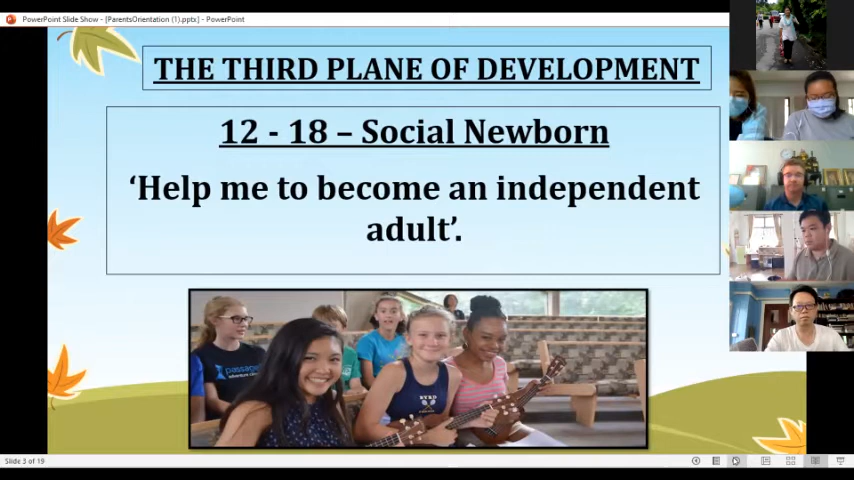 PowerPoint Slide Show - [ParentsOrientation (1).pptx] - PowerPoint
THE THIRD PLANE OF DEVELOPMENT
12 - 18 – Social Newborn
‘Help me to become an independent
adult’.
passage
Slide 3 of 19